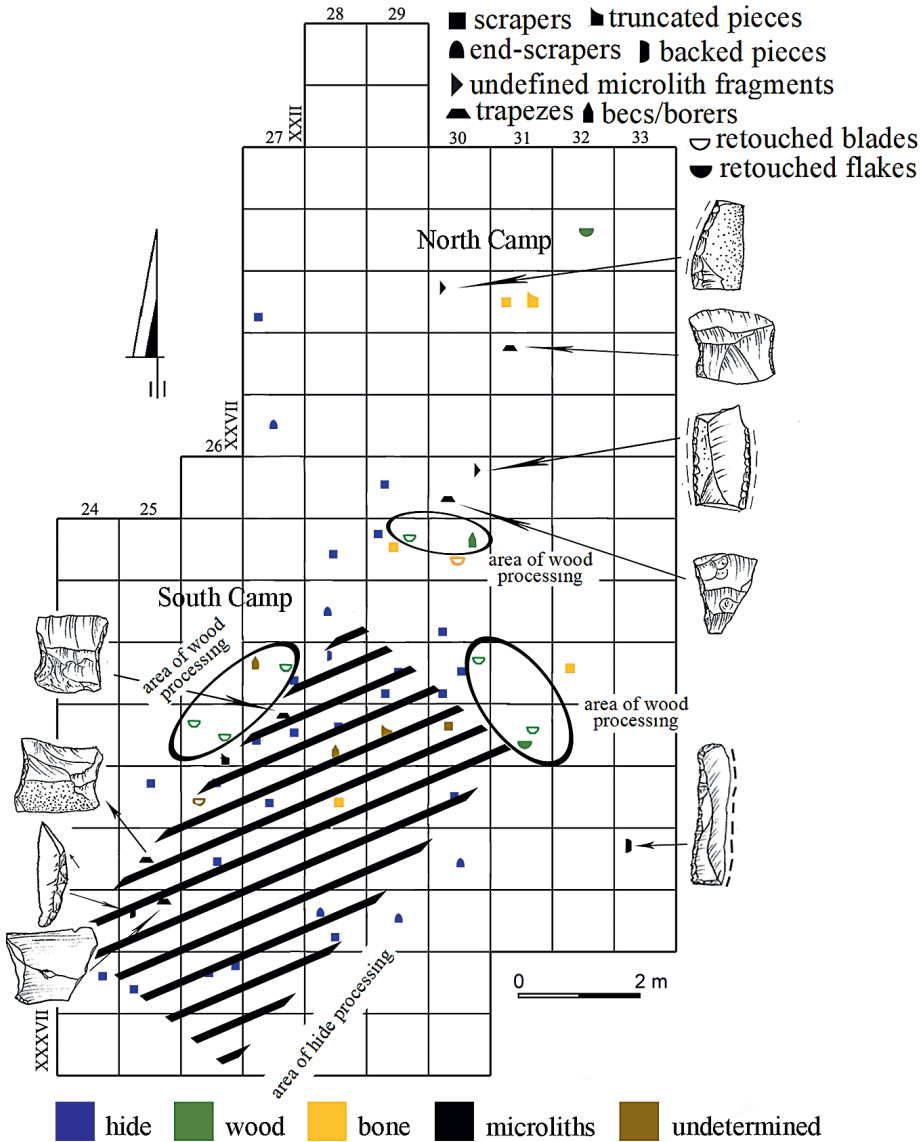 28 29
scrapers truncated pieces
end-scrapers backed pieces
undefined microlith fragments
trapezes becs/borers
retouched blades
retouched flakes
XXII
27 30 31 32 33
North Camp
XXVII
26
24 25
area of wood
processing
South Camp
area of wood
processing
area of wood
processing
area of hide processing
0 2 m
XXXVII
hide wood bone microliths undetermined